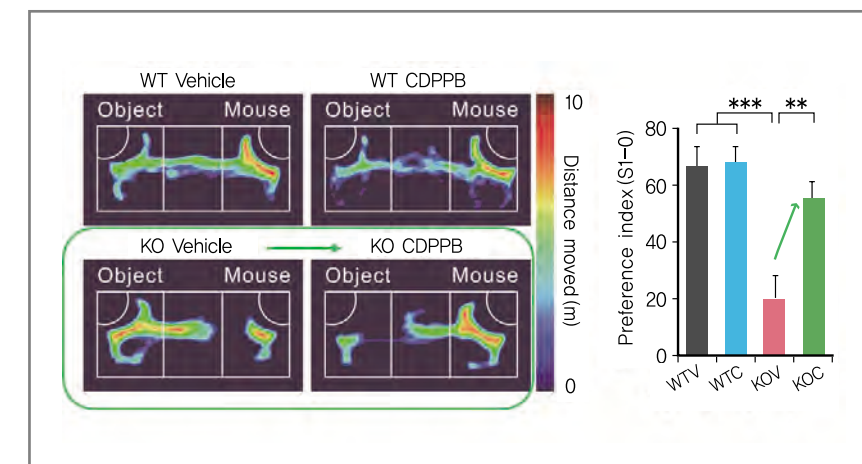 WT Vehicle
WT CDPPB
Object Mouse
Object Mouse
KO Vehicle
KO CDPPB
Object Mouse
Object Mouse
10
Distance moved (m)
0
*** **
Preference index (S1-0)
80
60
40
20
0
WTV WTC KOV KOC